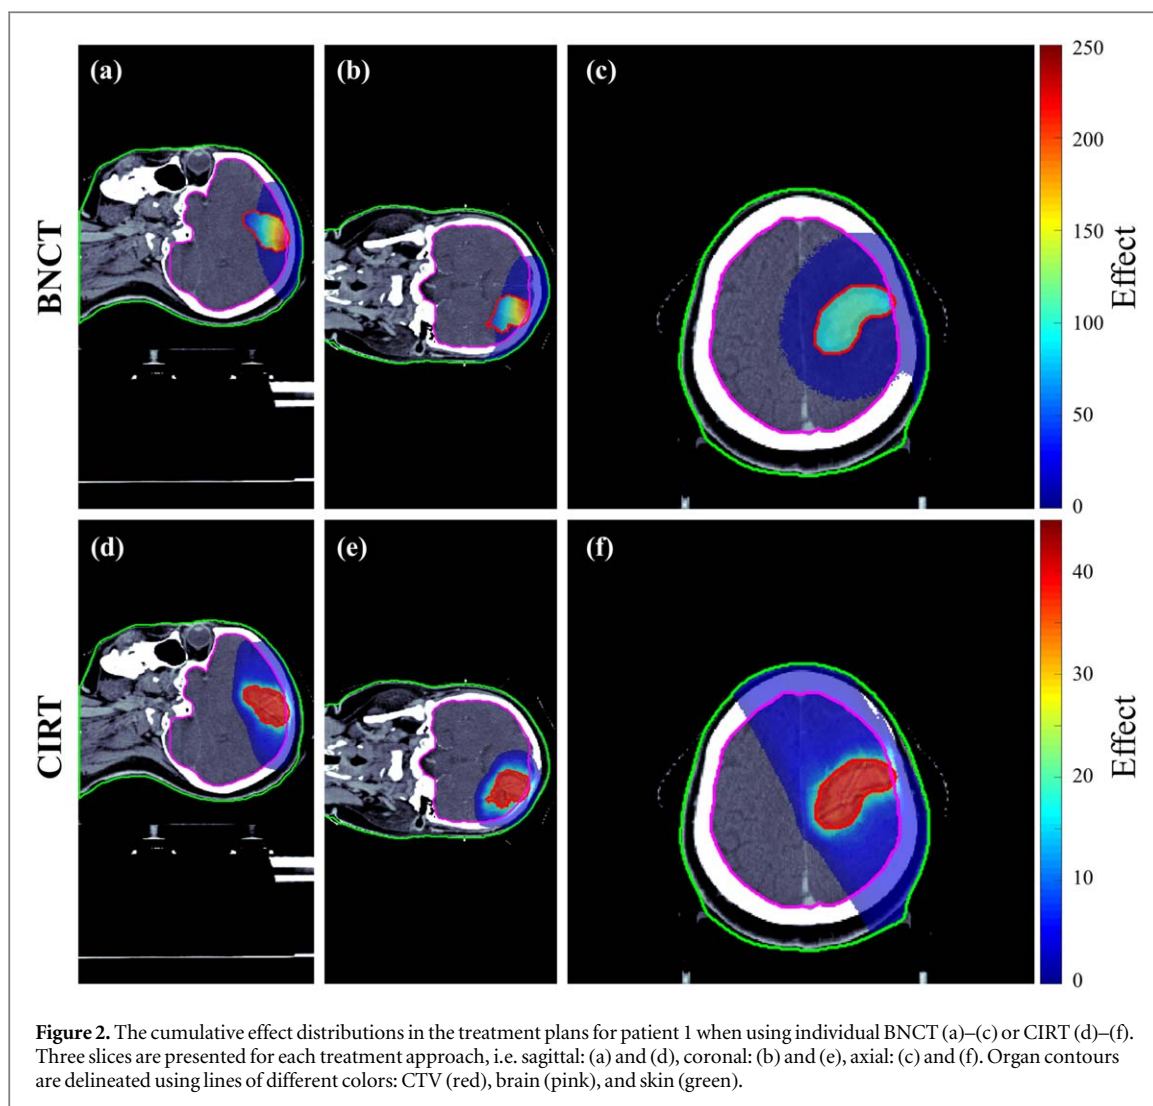 (a)
(b)
(c)
BNCT
250
200
150
100
50
0
Effect
(d)
(e)
(f)
CIRT
40
30
20
10
0
Effect
Figure 2. The cumulative effect distributions in the treatment plans for patient 1 when using individual BNCT (a)–(c) or CIRT (d)–(f).
Three slices are presented for each treatment approach, i.e. sagittal: (a) and (d), coronal: (b) and (e), axial: (c) and (f). Organ contours
are delineated using lines of different colors: CTV (red), brain (pink), and skin (green).